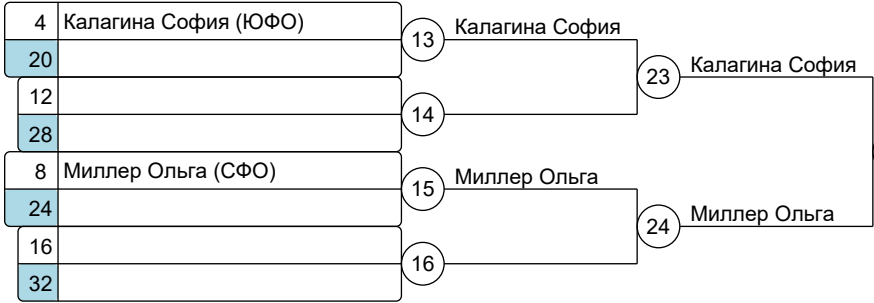 4 Калагина София (ЮФО)
13 Калагина София
20
23 Калагина София
12
14
28
8 Миллер Ольга (СФО)
15 Миллер Ольга
24
24 Миллер Ольга
16
16
32